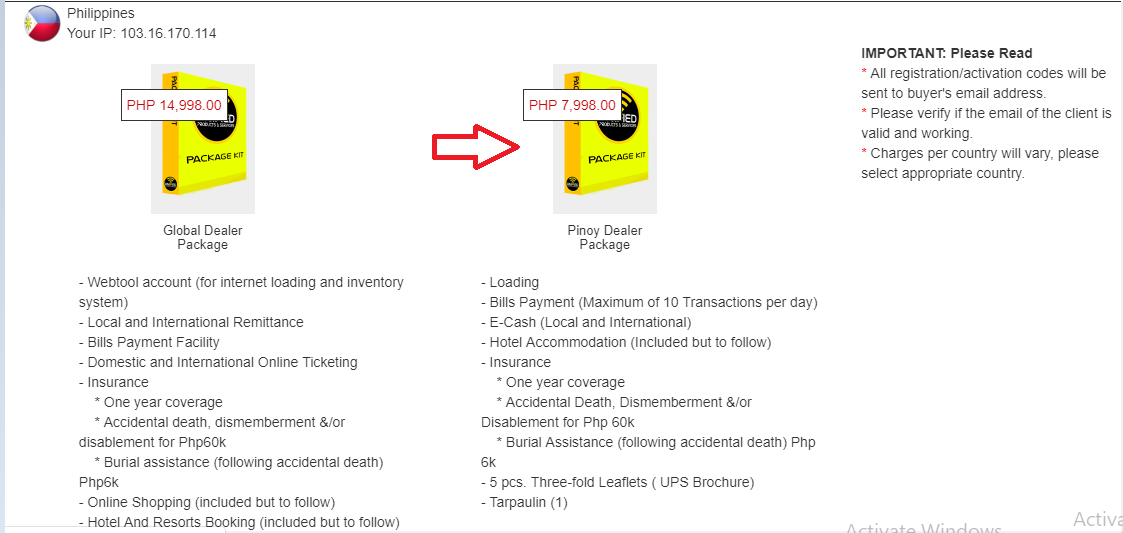 Philippines
Your IP: 103.16.170.114
IMPORTANT: Please Read
* All registration/activation codes will be
sent to buyer's email address.
* Please verify if the email of the client is
valid and working.
* Charges per country will vary, please
select appropriate country.
PHP 14,998.00
PRODUCTS & SERVICES
PACKAGE KIT
Global Dealer
Package
- Webtool account (for internet loading and inventory
system)
- Local and International Remittance
- Bills Payment Facility
- Domestic and International Online Ticketing
- Insurance
* One year coverage
* Accidental death, dismemberment &/or
disablement for Php60k
* Burial assistance (following accidental death)
Php6k
- Online Shopping (included but to follow)
- Hotel And Resorts Booking (included but to follow)
PHP 7,998.00
PRODUCTS & SERVICES
PACKAGE KIT
Pinoy Dealer
Package
- Loading
- Bills Payment (Maximum of 10 Transactions per day)
- E-Cash (Local and International)
- Hotel Accommodation (Included but to follow)
- Insurance
* One year coverage
* Accidental Death, Dismemberment &/or
Disablement for Php 60k
* Burial Assistance (following accidental death) Php
6k
- 5 pcs. Three-fold Leaflets ( UPS Brochure)
- Tarpaulin (1)
Activate Windows